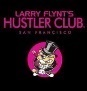 LARRY FLYNT'S
HUSTLER CLUB
SAN FRANCISCO